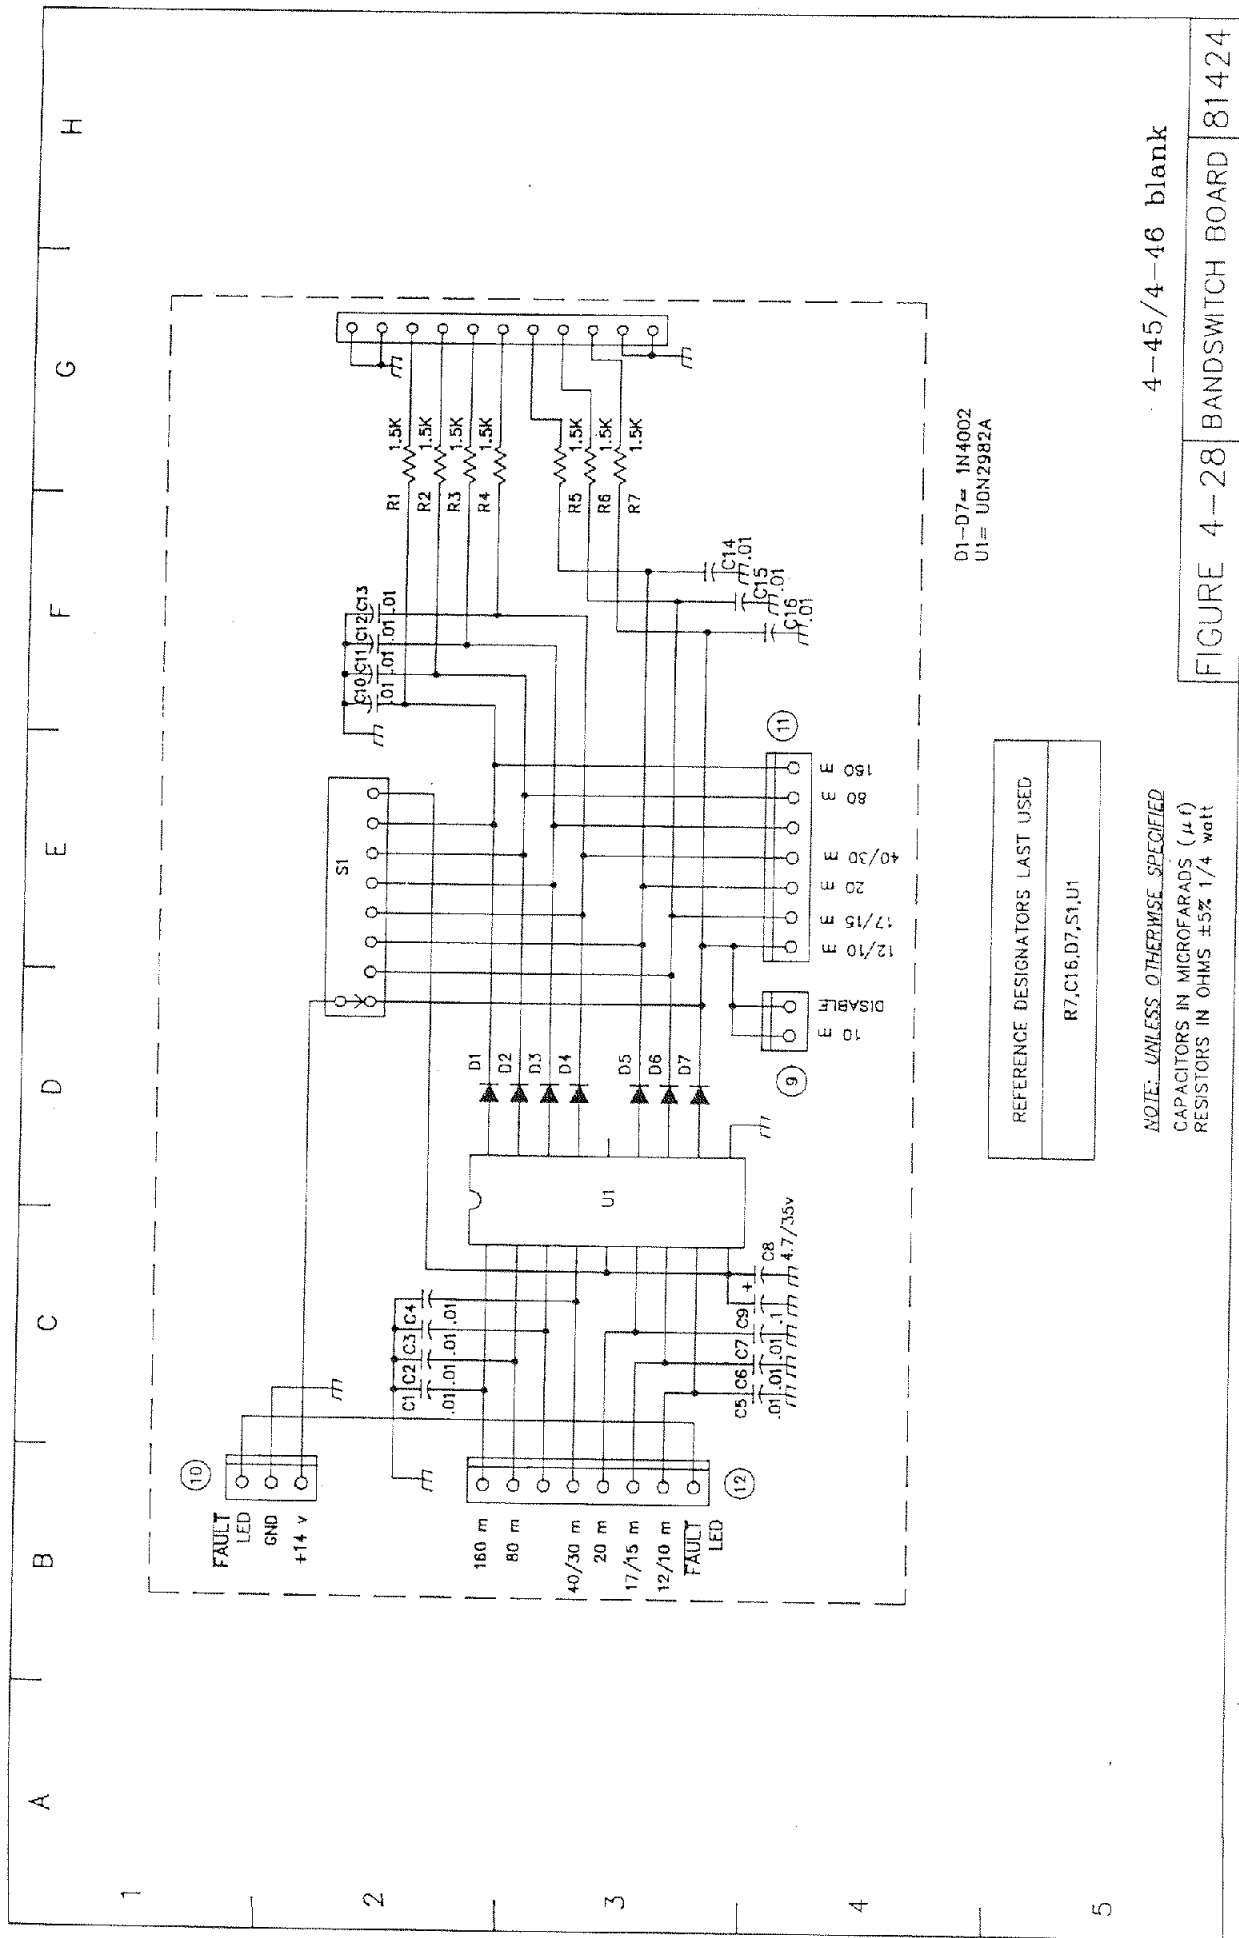 A
B
C
D
E
F
G
H
1
2
3
4
5
10
FAULT
LED
GND
+14 v
160 m
80 m
40/30 m
20 m
17/15 m
12/10 m
FAULT
LED
12
C1 C2 C3 C4
.01 .01 .01 .01
C5 C6 C7 C9 C8
.01 .01 .01 .1 4.7/35v
+
U1
D1
D2
D3
D4
D5
D6
D7
S1
9
10 m
DISABLE
12/10 m
17/15 m
20 m
40/30 m
80 m
160 m
11
C10 C11 C12 C13
.01 .01 .01 .01
C14
.01
C15
.01
C16
.01
R1 1.5K
R2 1.5K
R3 1.5K
R4 1.5K
R5 1.5K
R6 1.5K
R7 1.5K
D1-D7= 1N4002
U1= UDN2982A
REFERENCE DESIGNATORS LAST USED
R7,C16,D7,S1,U1
NOTE: UNLESS OTHERWISE SPECIFIED
CAPACITORS IN MICROFARADS (μf)
RESISTORS IN OHMS ±5% 1/4 watt
4-45/4-46 blank
FIGURE 4-28 BANDSWITCH BOARD 81424